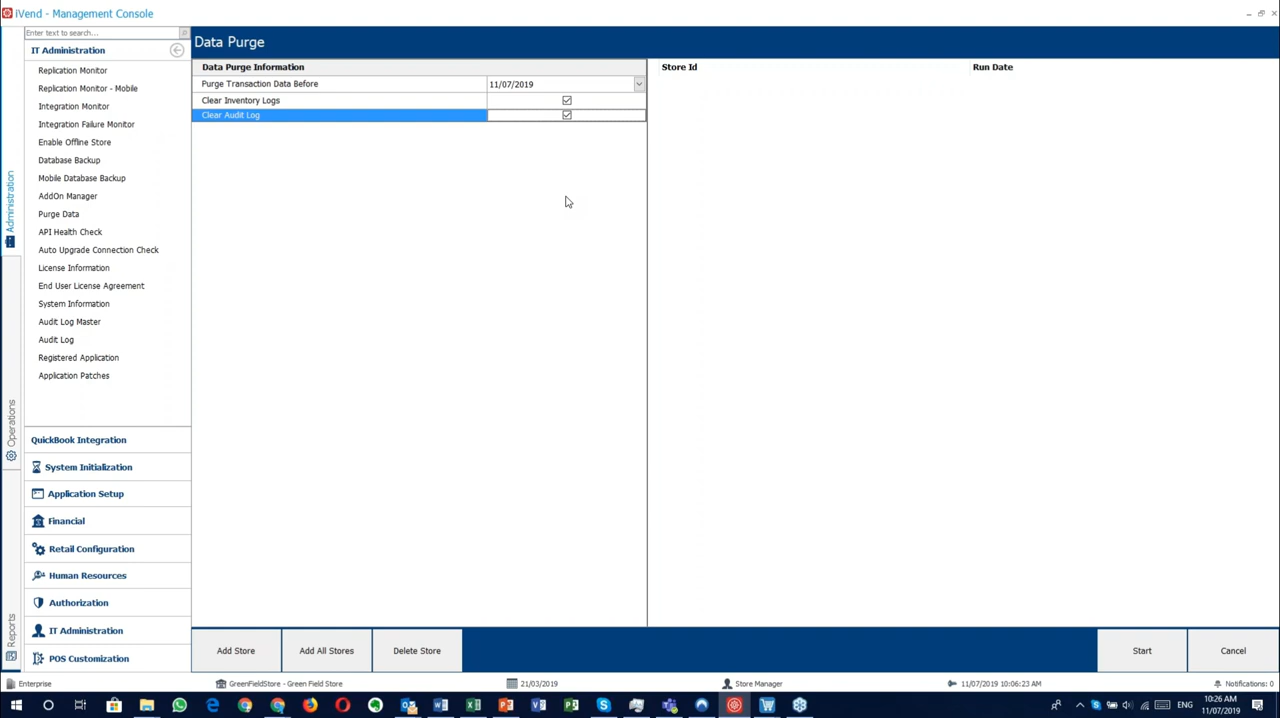 iVend - Management Console
Enter text to search...
IT Administration
Replication Monitor
Replication Monitor - Mobile
Integration Monitor
Integration Failure Monitor
Enable Offline Store
Database Backup
Mobile Database Backup
AddOn Manager
Purge Data
API Health Check
Auto Upgrade Connection Check
License Information
End User License Agreement
System Information
Audit Log Master
Audit Log
Registered Application
Application Patches
QuickBook Integration
System Initialization
Application Setup
Financial
Retail Configuration
Human Resources
Authorization
IT Administration
POS Customization
Administration
Operations
Reports
Data Purge
Data Purge Information
Purge Transaction Data Before 11/07/2019
Clear Inventory Logs
Clear Audit Log
Store Id Run Date
Add Store Add All Stores Delete Store Start Cancel
Enterprise GreenFieldStore - Green Field Store 21/03/2019 Store Manager 11/07/2019 10:06:23 AM Notifications: 0
ENG 10:26 AM
11/07/2019